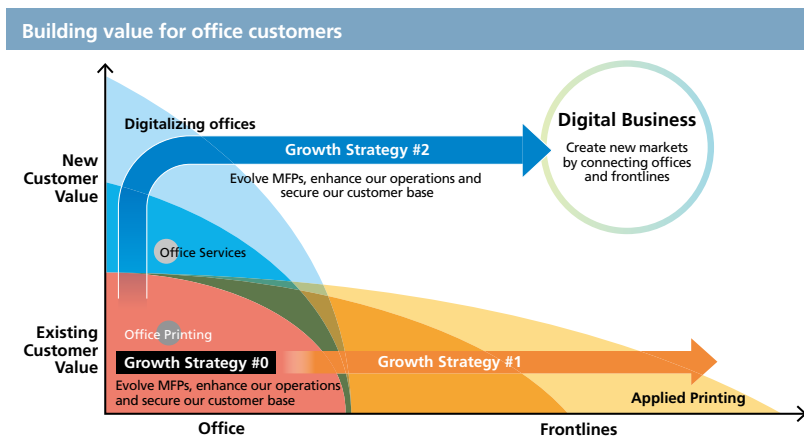 Building value for office customers
New
Customer
Value
Digitalizing offices
Growth Strategy #2
Evolve MFPs, enhance our operations and
secure our customer base
Digital Business
Create new markets
by connecting offices
and frontlines
Office Services
Existing
Customer
Value
Office Printing
Growth Strategy #0
Growth Strategy #1
Evolve MFPs, enhance our operations
and secure our customer base
Applied Printing
Office
Frontlines